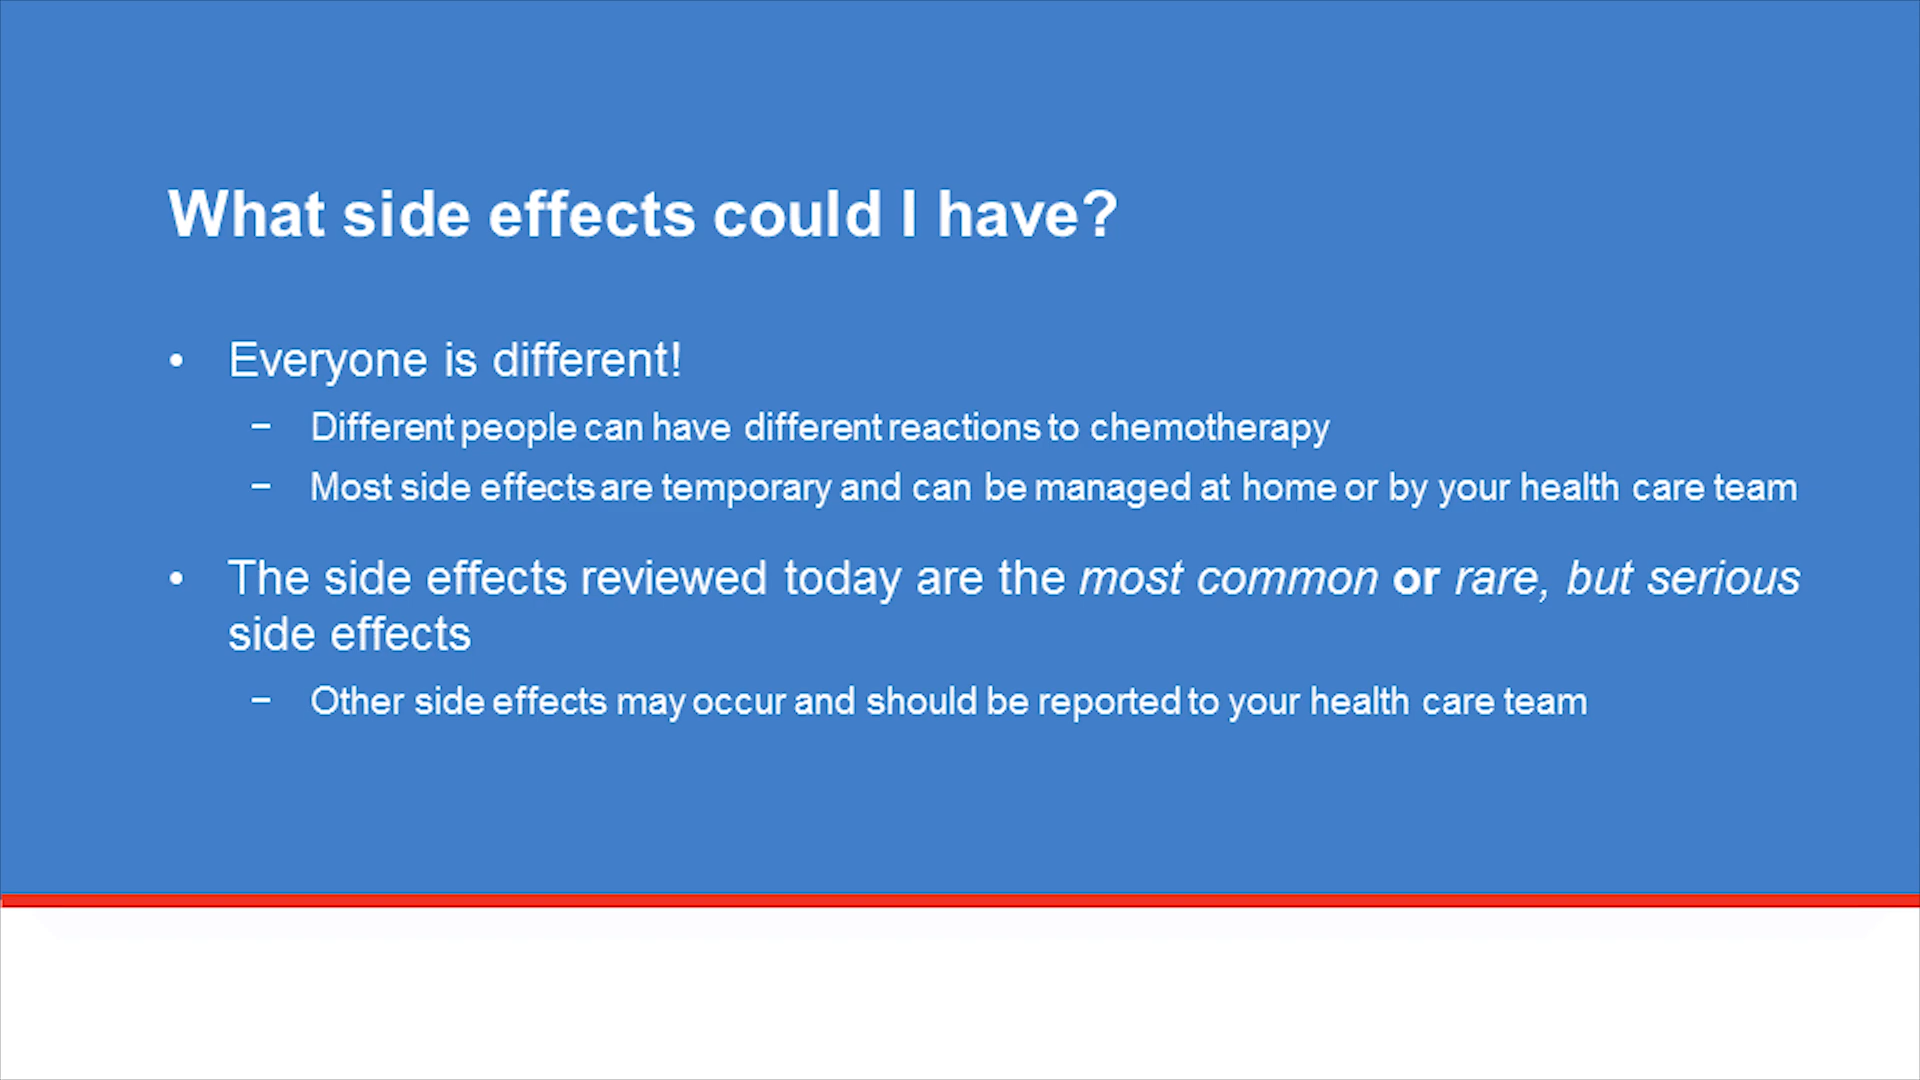 What side effects could I have?
• Everyone is different!
– Different people can have different reactions to chemotherapy
– Most side effects are temporary and can be managed at home or by your health care team
• The side effects reviewed today are the most common or rare, but serious
side effects
– Other side effects may occur and should be reported to your health care team